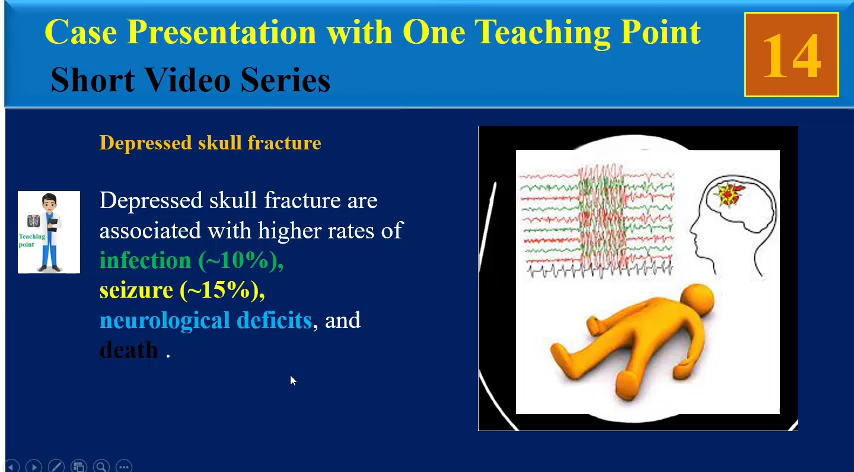 Case Presentation with One Teaching Point
Short Video Series
14
Depressed skull fracture
Depressed skull fracture are
associated with higher rates of
infection (~10%),
seizure (~15%),
neurological deficits, and
death .
Teaching
point